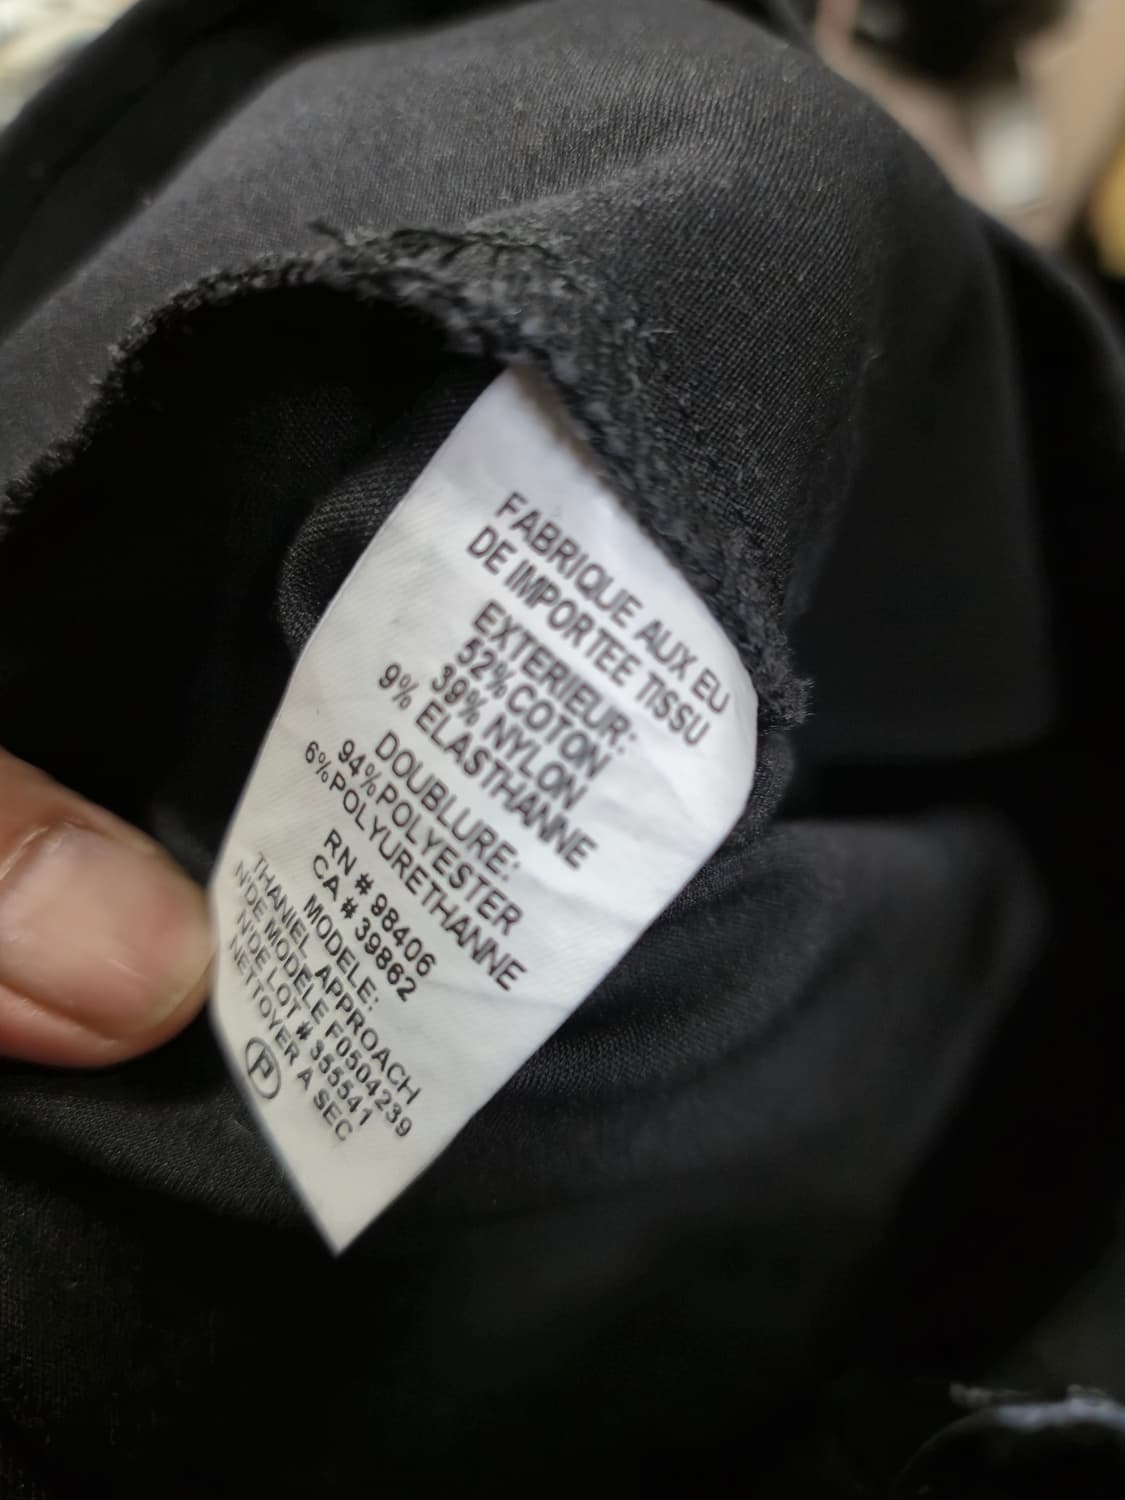 FABRIQUE AUX EU
DE IMPORTEE TISSU
EXTERIEUR:
52% COTON
39% NYLON
9% ELASTHANNE
DOUBLURE:
94% POLYESTER
6% POLYURETHANNE
RN # 98406
CA # 39862
MODELE:
THANIEL APPROACH
N'DE MODELE F0504239
N'DE LOT # 355541
NETTOYER A SEC
P